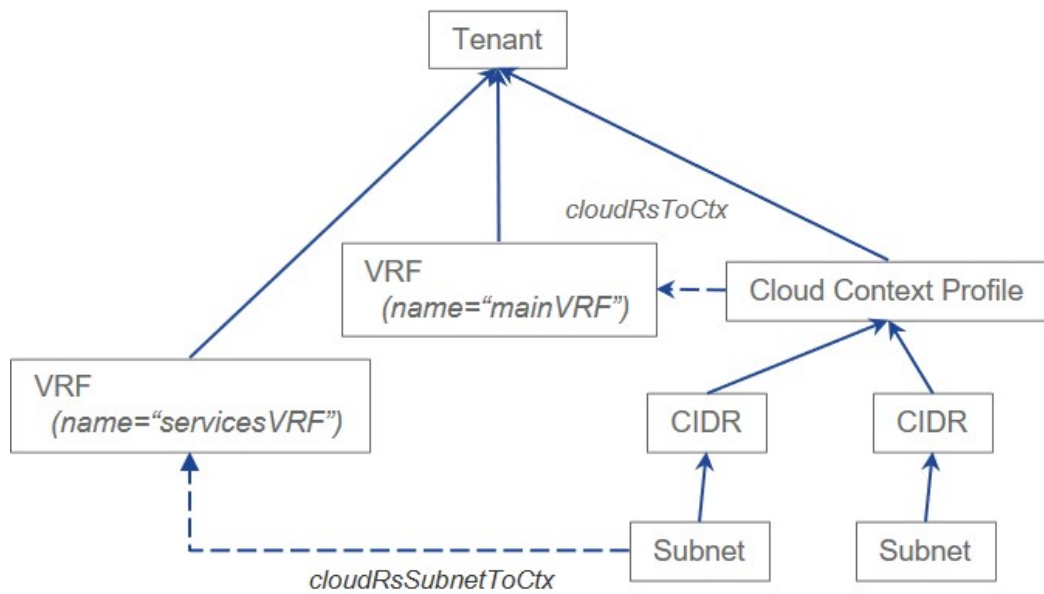 Tenant
cloudRsToCtx
VRF
(name=“mainVRF”)
Cloud Context Profile
VRF
(name=“servicesVRF”)
CIDR
CIDR
Subnet
Subnet
cloudRsSubnetToCtx